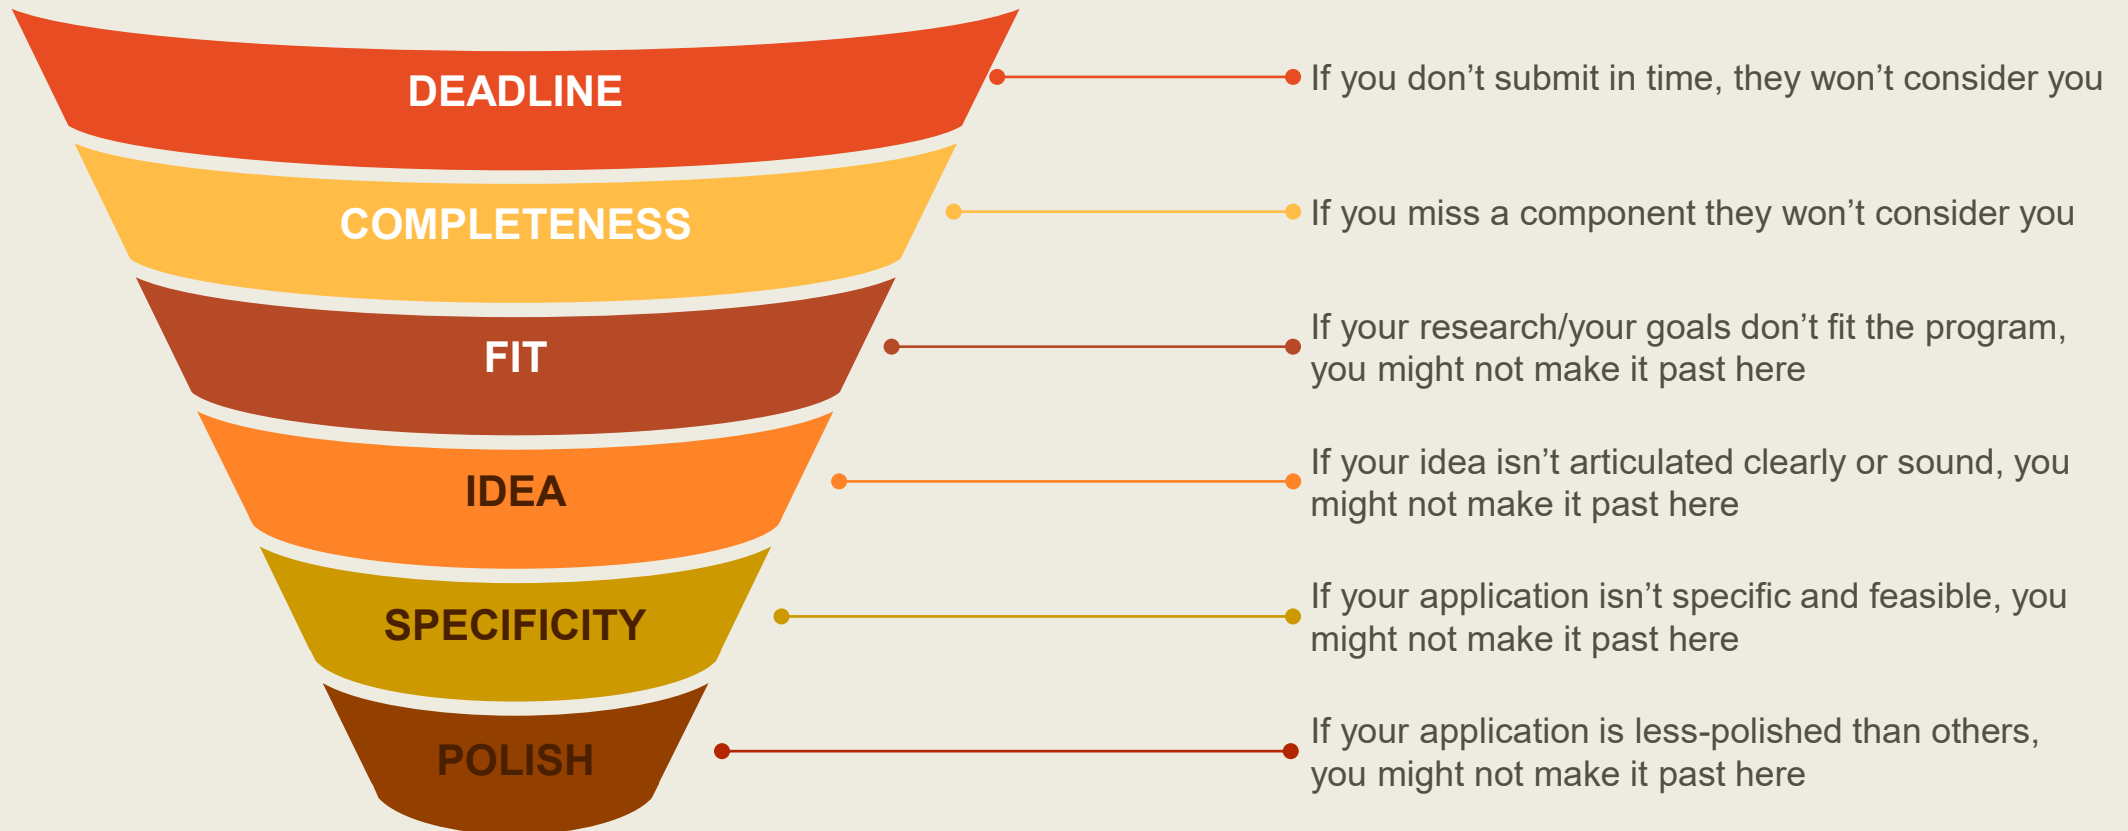 DEADLINE
If you don’t submit in time, they won’t consider you
COMPLETENESS
If you miss a component they won’t consider you
FIT
If your research/your goals don’t fit the program,
you might not make it past here
IDEA
If your idea isn’t articulated clearly or sound, you
might not make it past here
SPECIFICITY
If your application isn’t specific and feasible, you
might not make it past here
POLISH
If your application is less-polished than others,
you might not make it past here